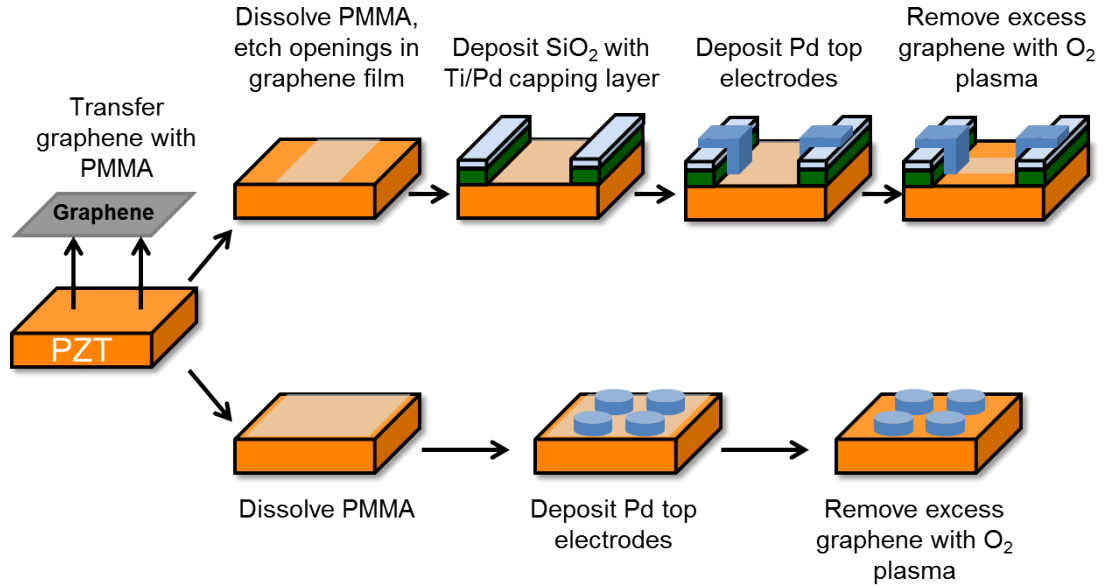 Dissolve PMMA,
etch openings in
graphene film
Deposit SiO₂ with
Ti/Pd capping layer
Deposit Pd top
electrodes
Remove excess
graphene with O₂
plasma
Transfer
graphene with
PMMA
Graphene
PZT
Dissolve PMMA
Deposit Pd top
electrodes
Remove excess
graphene with O₂
plasma